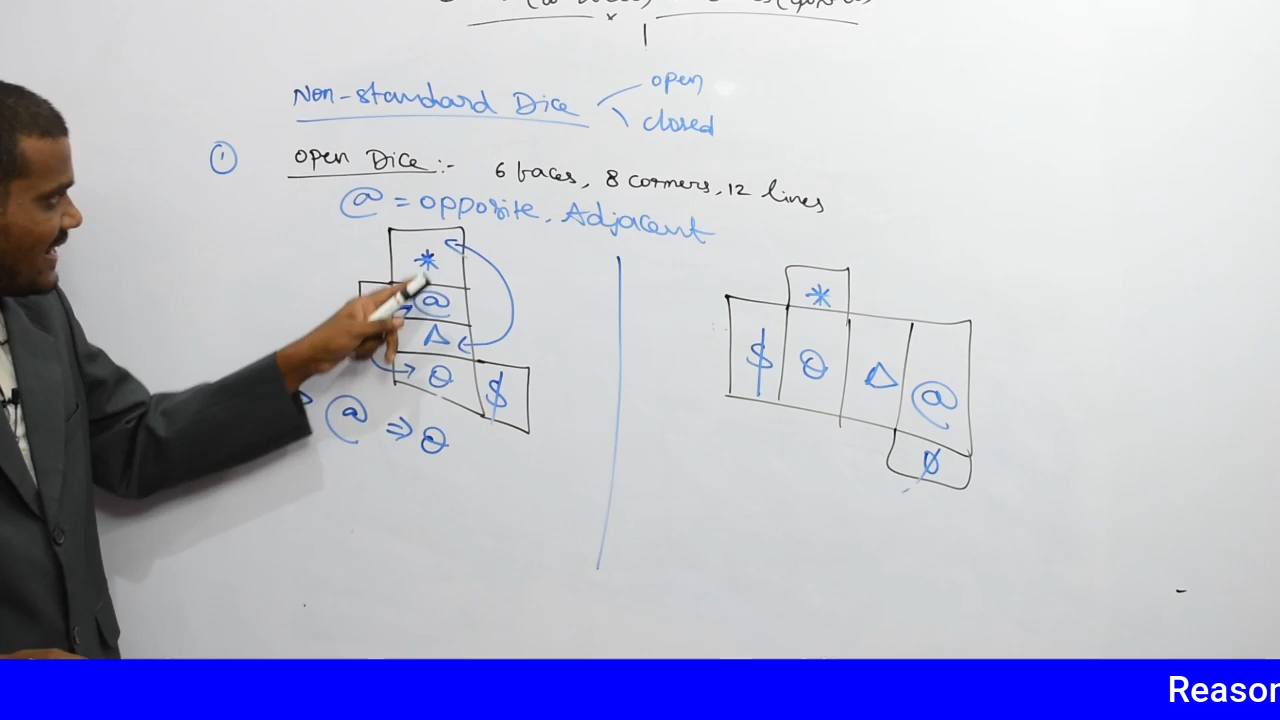 Non-standard Dice
open
closed
① open Dice:- 6 faces, 8 corners, 12 lines
@ = opposite, Adjacent
*
@
Δ
θ $
@ ⇒ θ
*
$ θ Δ @
Ø
Reason